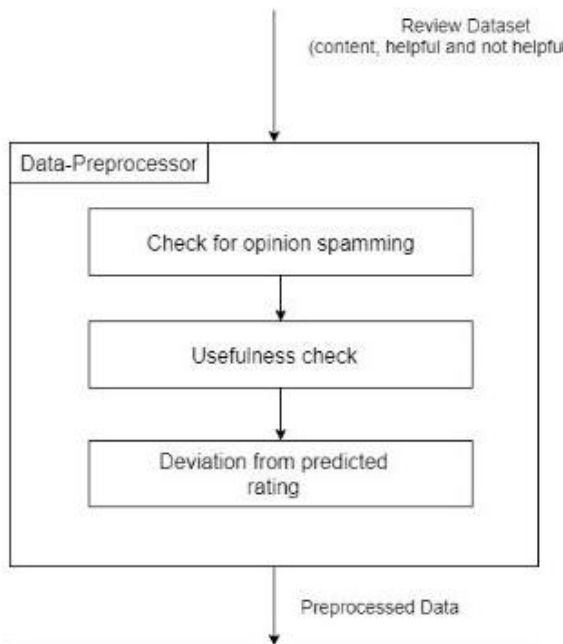 Review Dataset
(content, helpful and not helpful
Data-Preprocessor
Check for opinion spamming
Usefulness check
Deviation from predicted
rating
Preprocessed Data